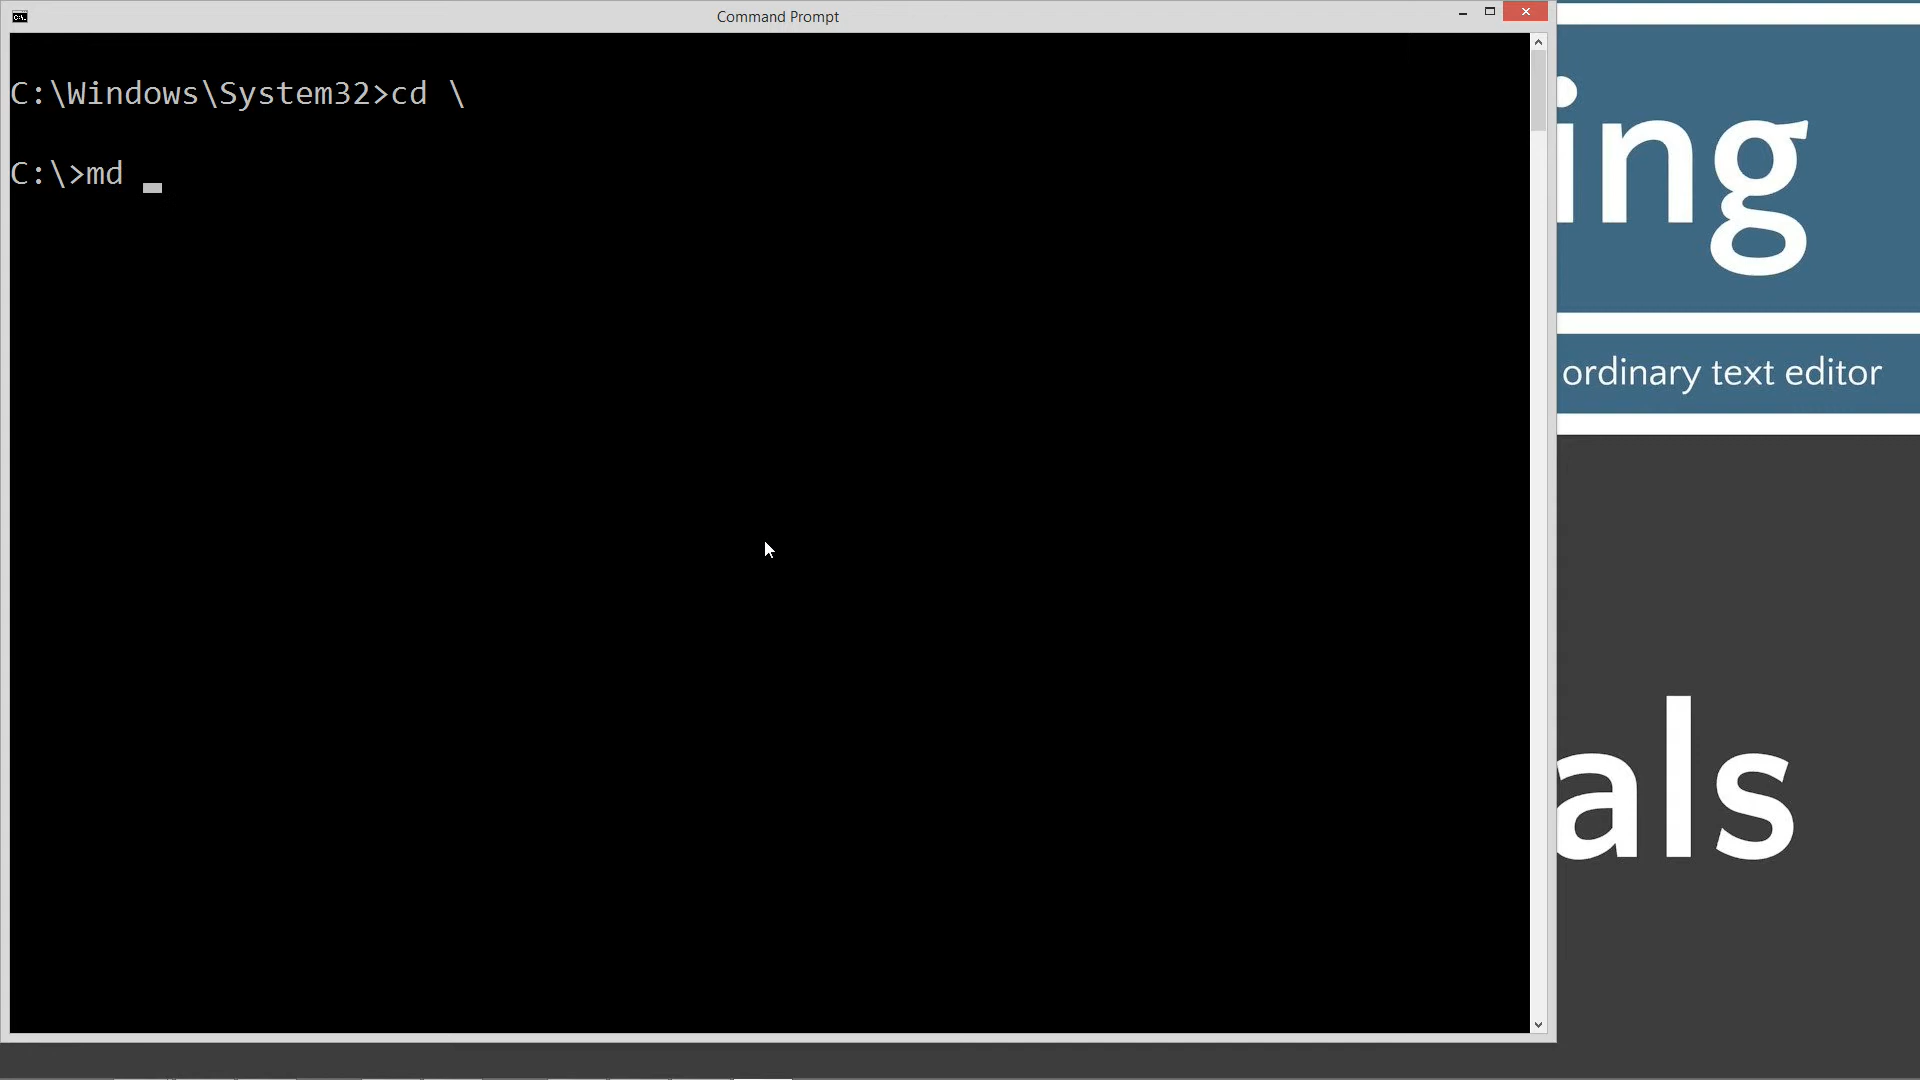 Command Prompt
C:\Windows\System32>cd \
C:\>md
ing
ordinary text editor
als